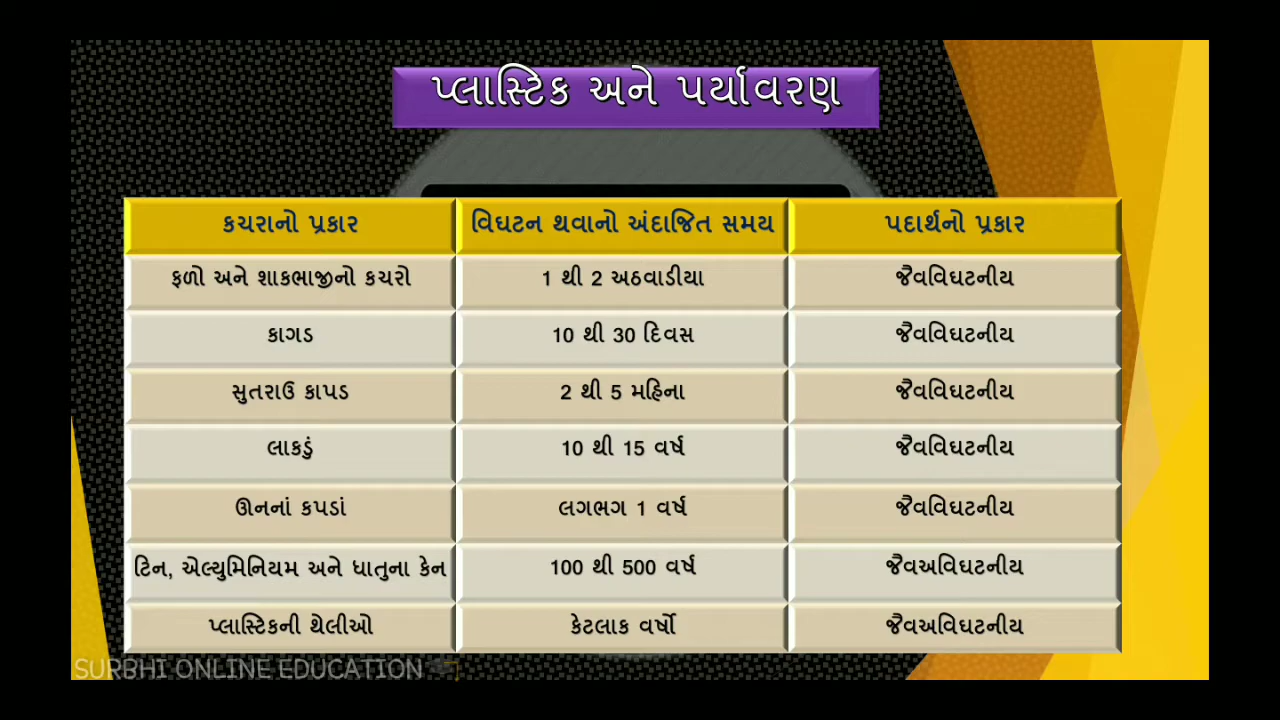 પ્લાસ્ટિક અને પર્યાવરણ
કચરાનો પ્રકાર વિઘટન થવાનો અંદાજિત સમય પદાર્થનો પ્રકાર
ફળો અને શાકભાજીનો કચરો 1 થી 2 અઠવાડીયા જૈવવિઘટનીય
કાગડ 10 થી 30 દિવસ જૈવવિઘટનીય
સુતરાઉ કાપડ 2 થી 5 મહિના જૈવવિઘટનીય
લાકડું 10 થી 15 વર્ષ જૈવવિઘટનીય
ઊનનાં કપડાં લગભગ 1 વર્ષ જૈવવિઘટનીય
ટિન, એલ્યુમિનિયમ અને ધાતુના કેન 100 થી 500 વર્ષ જૈવઅવિઘટનીય
પ્લાસ્ટિકની થેલીઓ કેટલાક વર્ષો જૈવઅવિઘટનીય
SURBHI ONLINE EDUCATION